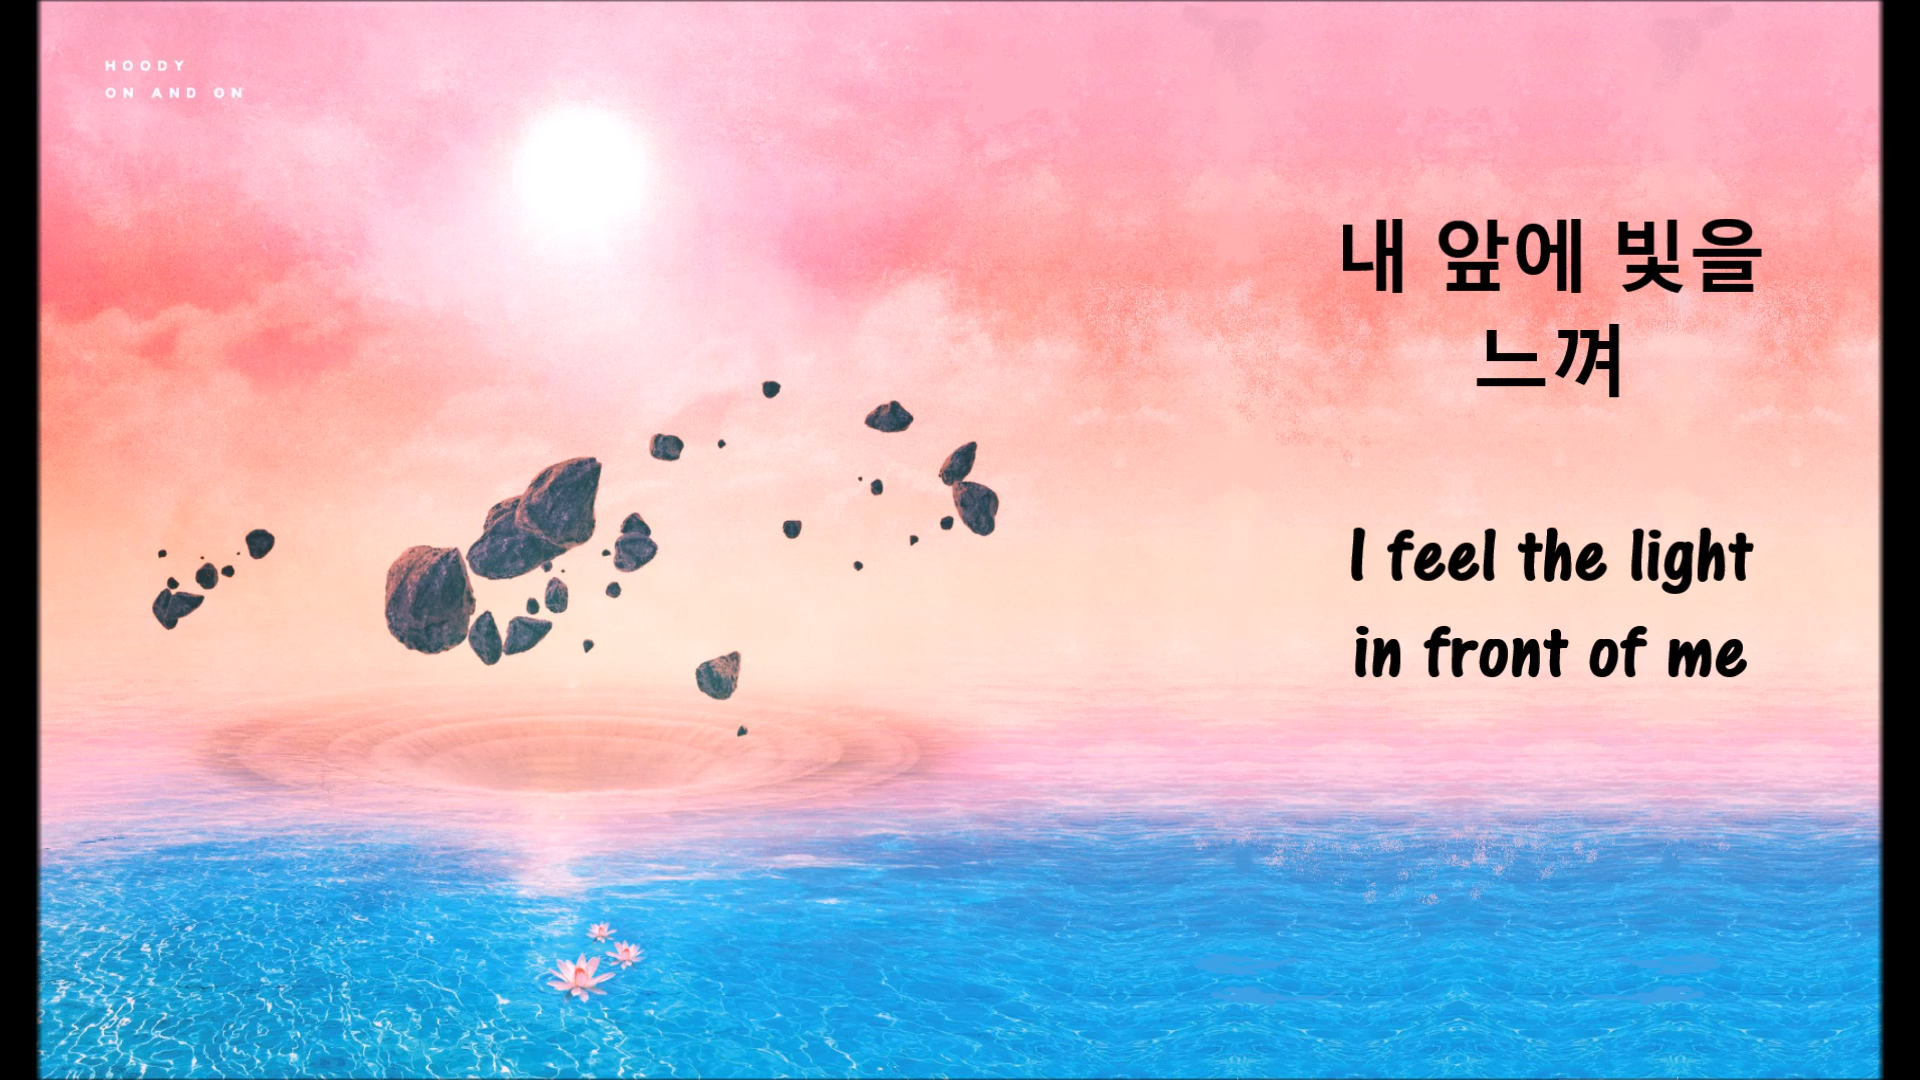 HOODY
ON AND ON
내 앞에 빛을
느껴
I feel the light
in front of me